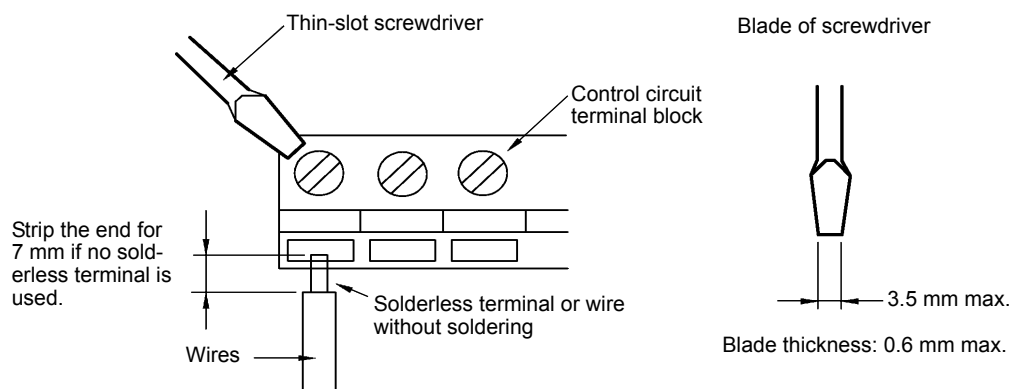 Thin-slot screwdriver
Blade of screwdriver
Control circuit
terminal block
Strip the end for
7 mm if no sold-
erless terminal is
used.
Solderless terminal or wire
without soldering
Wires
3.5 mm max.
Blade thickness: 0.6 mm max.